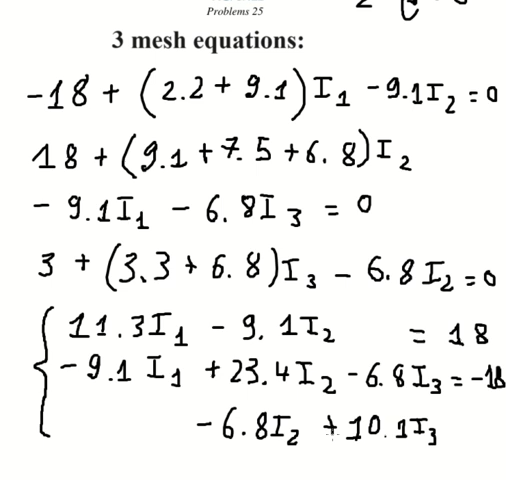 Problems 25
3 mesh equations:
-18 + (2.2 + 9.1)I₁ - 9.1I₂ = 0
18 + (9.1 + 7.5 + 6.8)I₂
- 9.1I₁ - 6.8I₃ = 0
3 + (3.3 + 6.8)I₃ - 6.8I₂ = 0
{ 11.3I₁ - 9.1I₂ = 18
-9.1I₁ + 23.4I₂ - 6.8I₃ = -18
-6.8I₂ + 10.1I₃